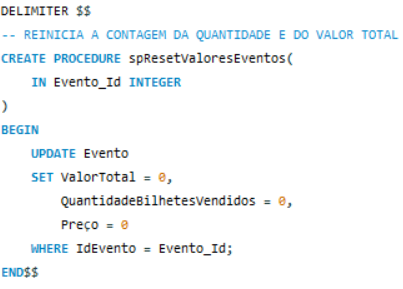 DELIMITER $$
-- REINICIA A CONTAGEM DA QUANTIDADE E DO VALOR TOTAL
CREATE PROCEDURE spResetValoresEventos(
IN Evento_Id INTEGER
)
BEGIN
UPDATE Evento
SET ValorTotal = 0,
QuantidadeBilhetesVendidos = 0,
Preço = 0
WHERE IdEvento = Evento_Id;
END$$